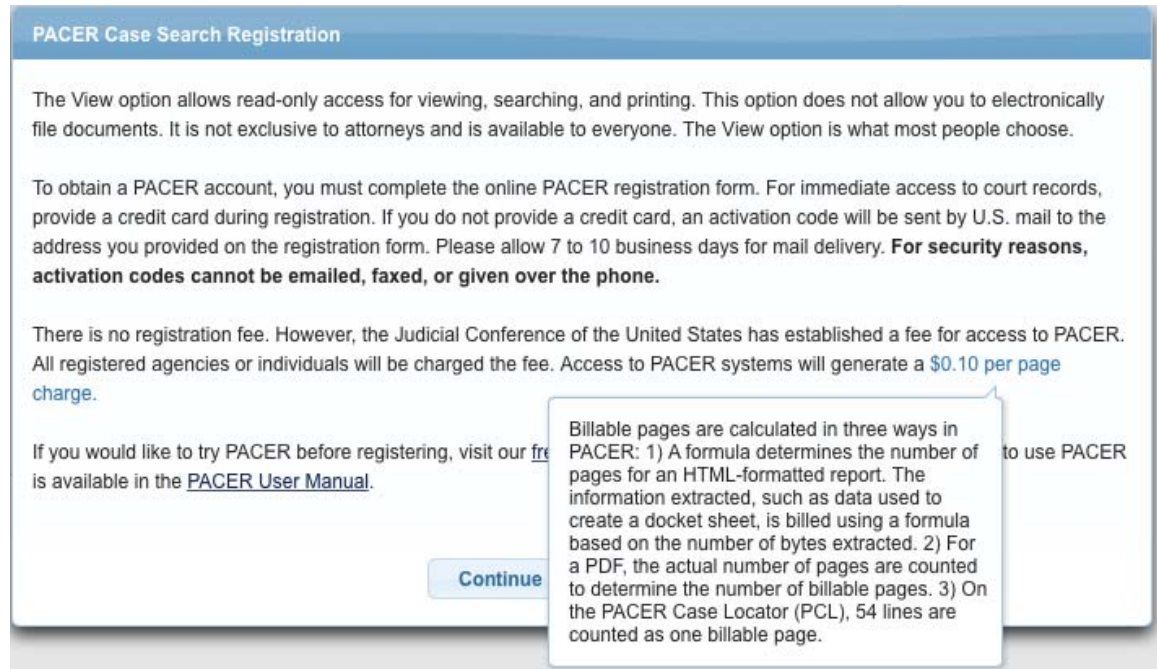 PACER Case Search Registration
The View option allows read-only access for viewing, searching, and printing. This option does not allow you to electronically
file documents. It is not exclusive to attorneys and is available to everyone. The View option is what most people choose.
To obtain a PACER account, you must complete the online PACER registration form. For immediate access to court records,
provide a credit card during registration. If you do not provide a credit card, an activation code will be sent by U.S. mail to the
address you provided on the registration form. Please allow 7 to 10 business days for mail delivery. For security reasons,
activation codes cannot be emailed, faxed, or given over the phone.
There is no registration fee. However, the Judicial Conference of the United States has established a fee for access to PACER.
All registered agencies or individuals will be charged the fee. Access to PACER systems will generate a $0.10 per page
charge.
If you would like to try PACER before registering, visit our to use PACER
is available in the PACER User Manual.
Billable pages are calculated in three ways in
PACER: 1) A formula determines the number of
pages for an HTML-formatted report. The
information extracted, such as data used to
create a docket sheet, is billed using a formula
based on the number of bytes extracted. 2) For
a PDF, the actual number of pages are counted
to determine the number of billable pages. 3) On
the PACER Case Locator (PCL), 54 lines are
counted as one billable page.
Continue